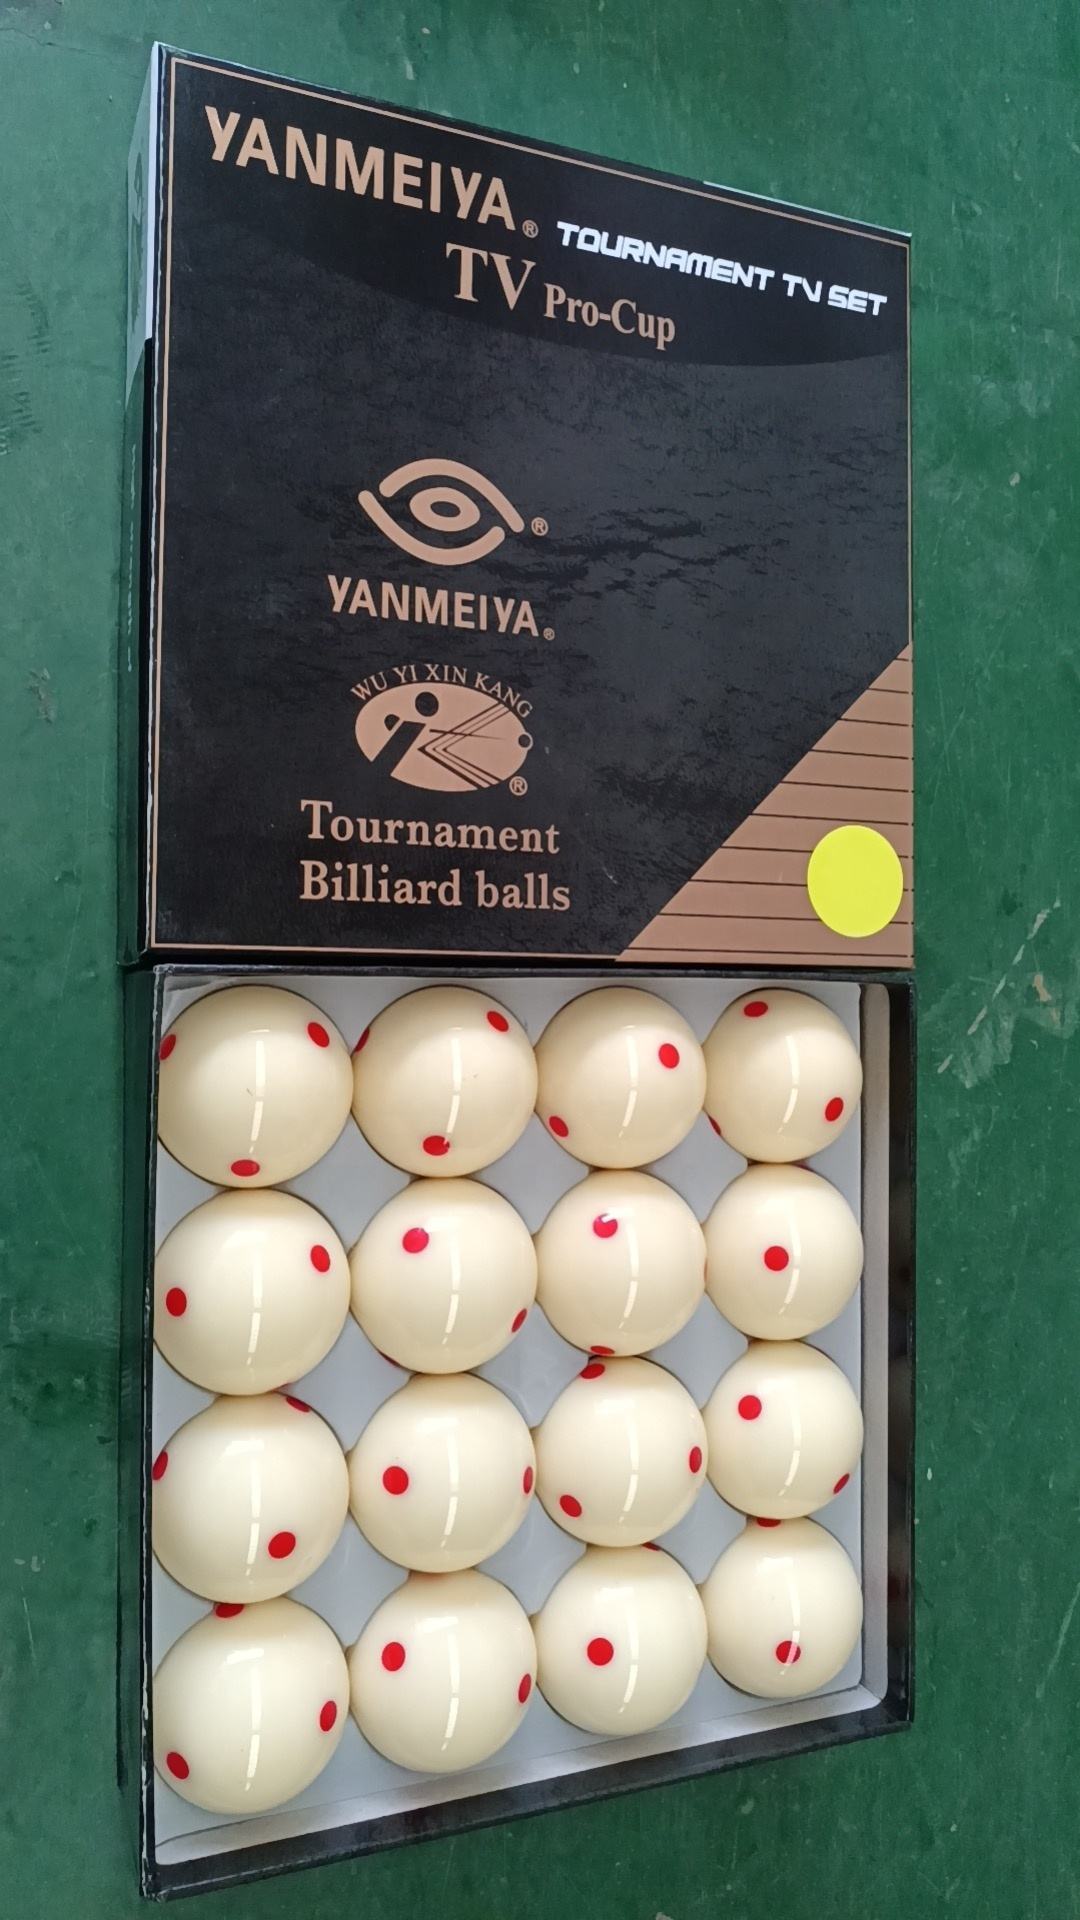 YANMEIYA®
TOURNAMENT TV SET
TV Pro-Cup
®
YANMEIYA®
WU YI XIN KANG
®
Tournament
Billiard balls